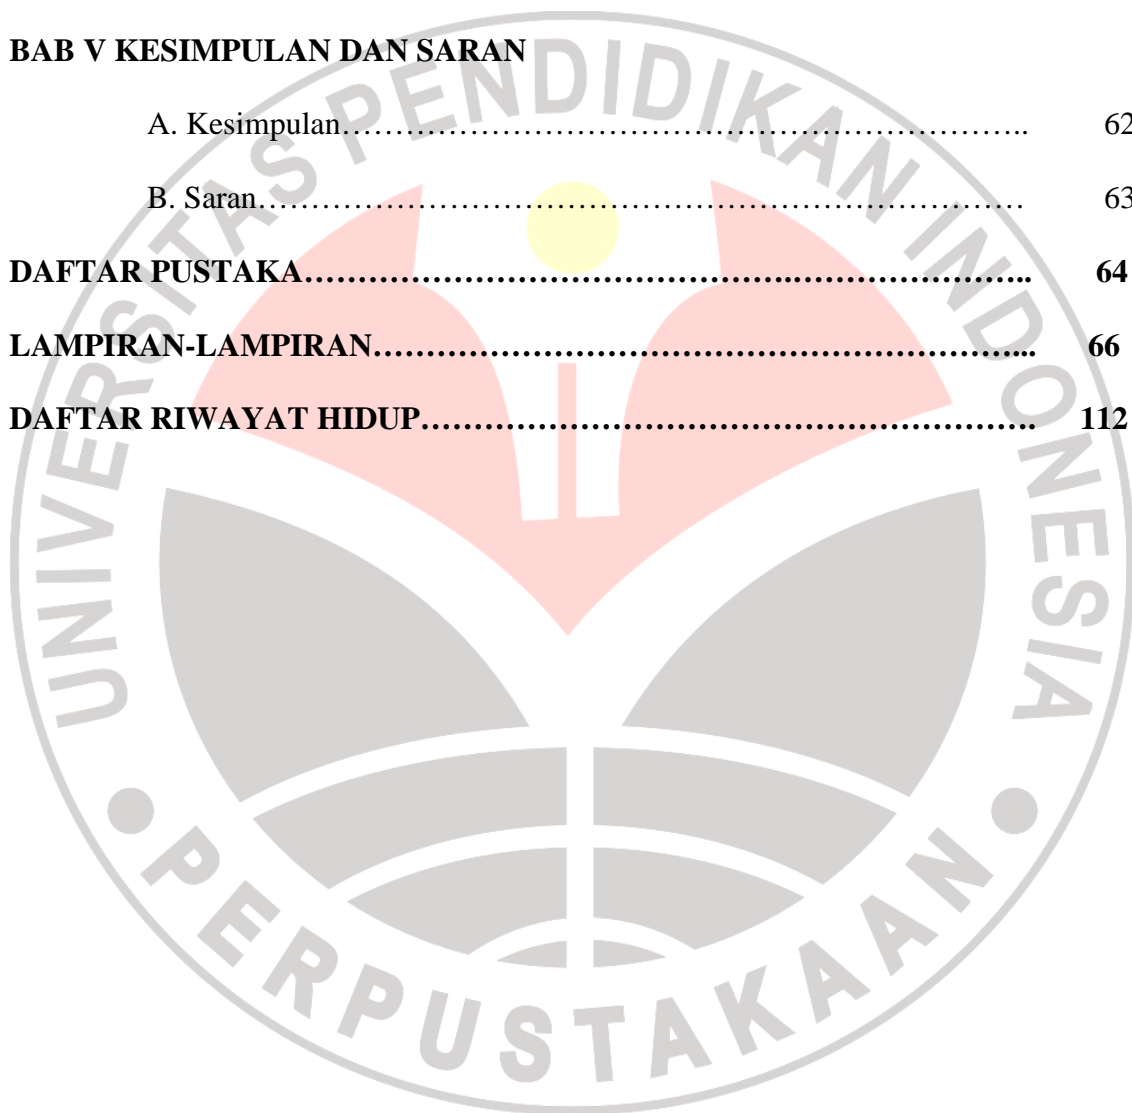 BAB V KESIMPULAN DAN SARAN
A. Kesimpulan…………………………………………………………….. 62
B. Saran……………………………………………………………… 63
DAFTAR PUSTAKA……………………………………….………………….. 64
LAMPIRAN-LAMPIRAN……………………………………………………... 66
DAFTAR RIWAYAT HIDUP…………………………………………………. 112
UNIVERSITAS PENDIDIKAN INDONESIA
PERPUSTAKAAN